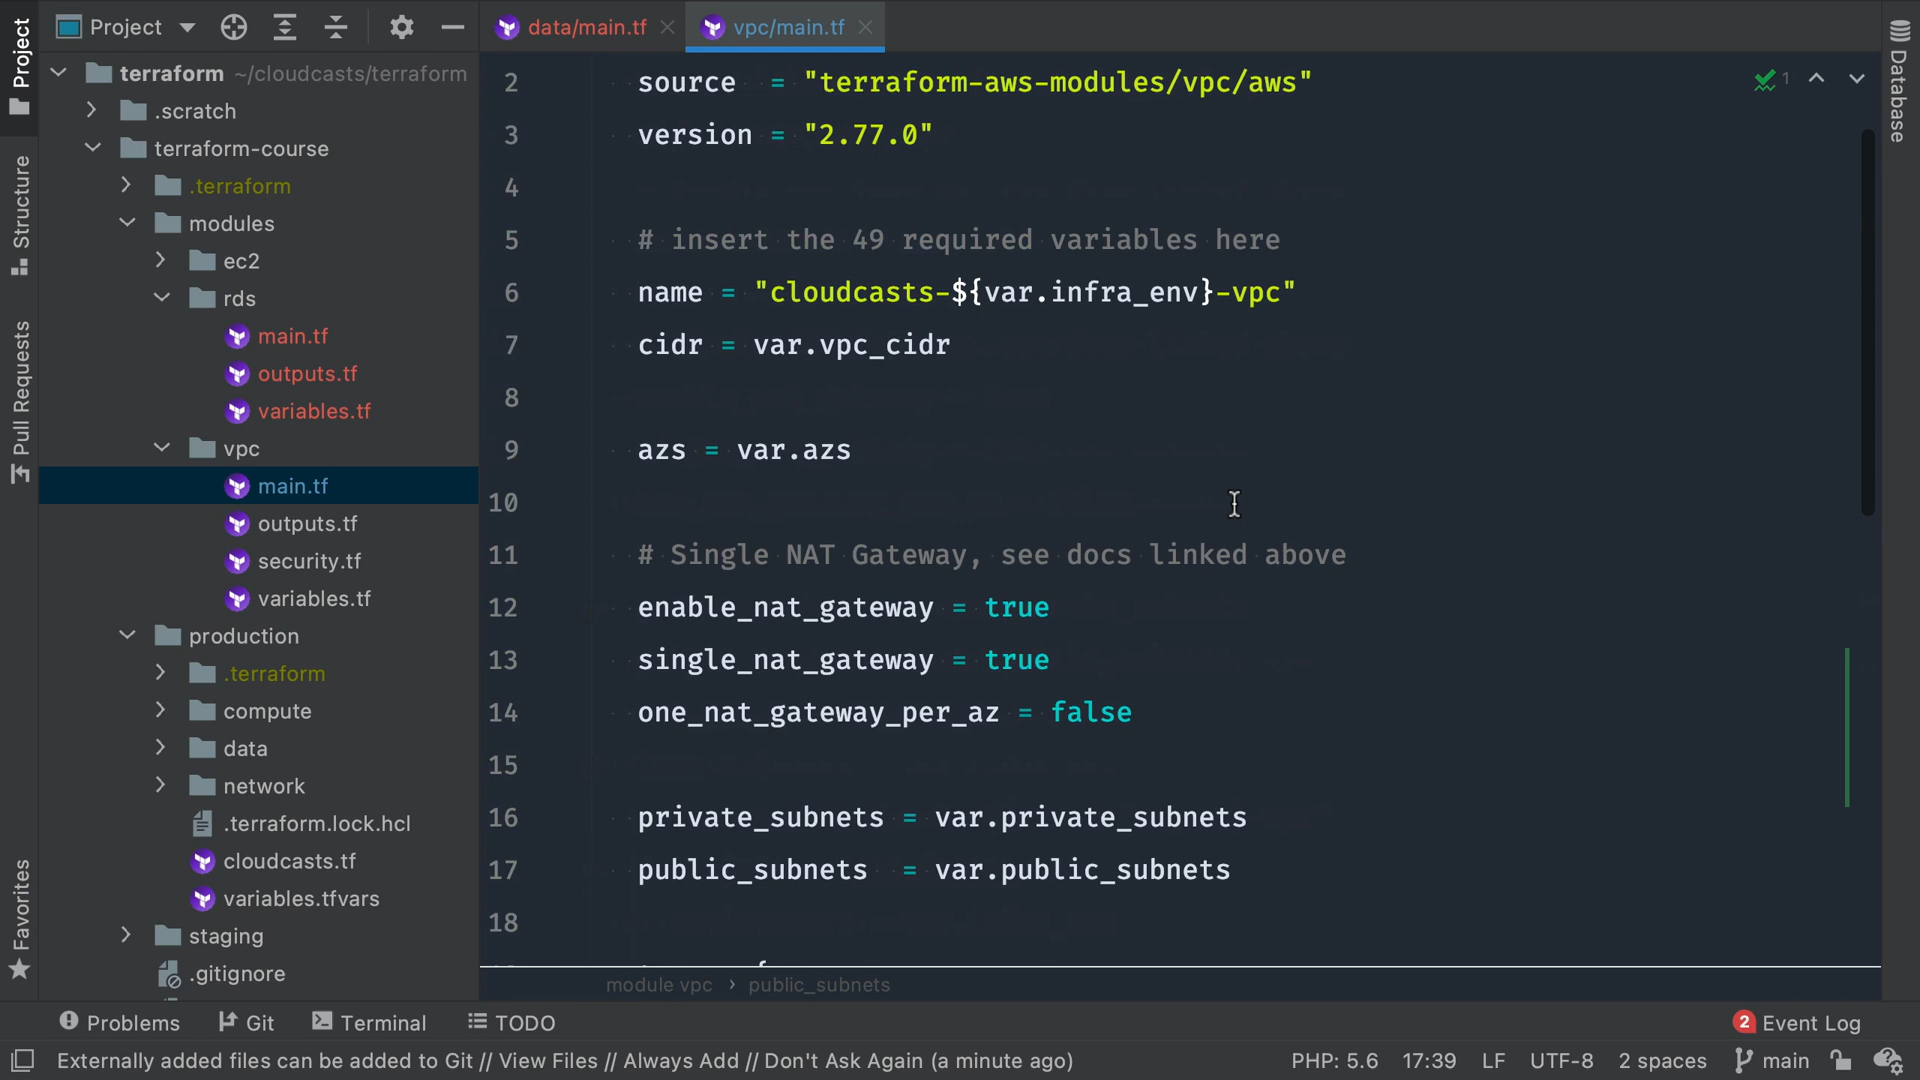 Project
data/main.tf
vpc/main.tf
Project
Structure
Pull Requests
Favorites
terraform ~/cloudcasts/terraform
.scratch
terraform-course
.terraform
modules
ec2
rds
main.tf
outputs.tf
variables.tf
vpc
main.tf
outputs.tf
security.tf
variables.tf
production
.terraform
compute
data
network
.terraform.lock.hcl
cloudcasts.tf
variables.tfvars
staging
.gitignore
2 source = "terraform-aws-modules/vpc/aws"
3 version = "2.77.0"
4
5 # insert the 49 required variables here
6 name = "cloudcasts-${var.infra_env}-vpc"
7 cidr = var.vpc_cidr
8
9 azs = var.azs
10
11 # Single NAT Gateway, see docs linked above
12 enable_nat_gateway = true
13 single_nat_gateway = true
14 one_nat_gateway_per_az = false
15
16 private_subnets = var.private_subnets
17 public_subnets = var.public_subnets
18
1
Database
module vpc › public_subnets
Problems Git Terminal TODO
2 Event Log
Externally added files can be added to Git // View Files // Always Add // Don't Ask Again (a minute ago)
PHP: 5.6 17:39 LF UTF-8 2 spaces main